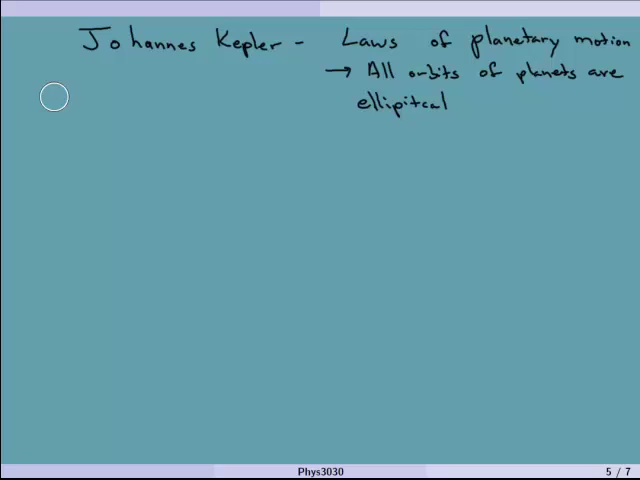 Johannes Kepler - Laws of planetary motion
→ All orbits of planets are
ellipitcal
Phys3030
5 / 7